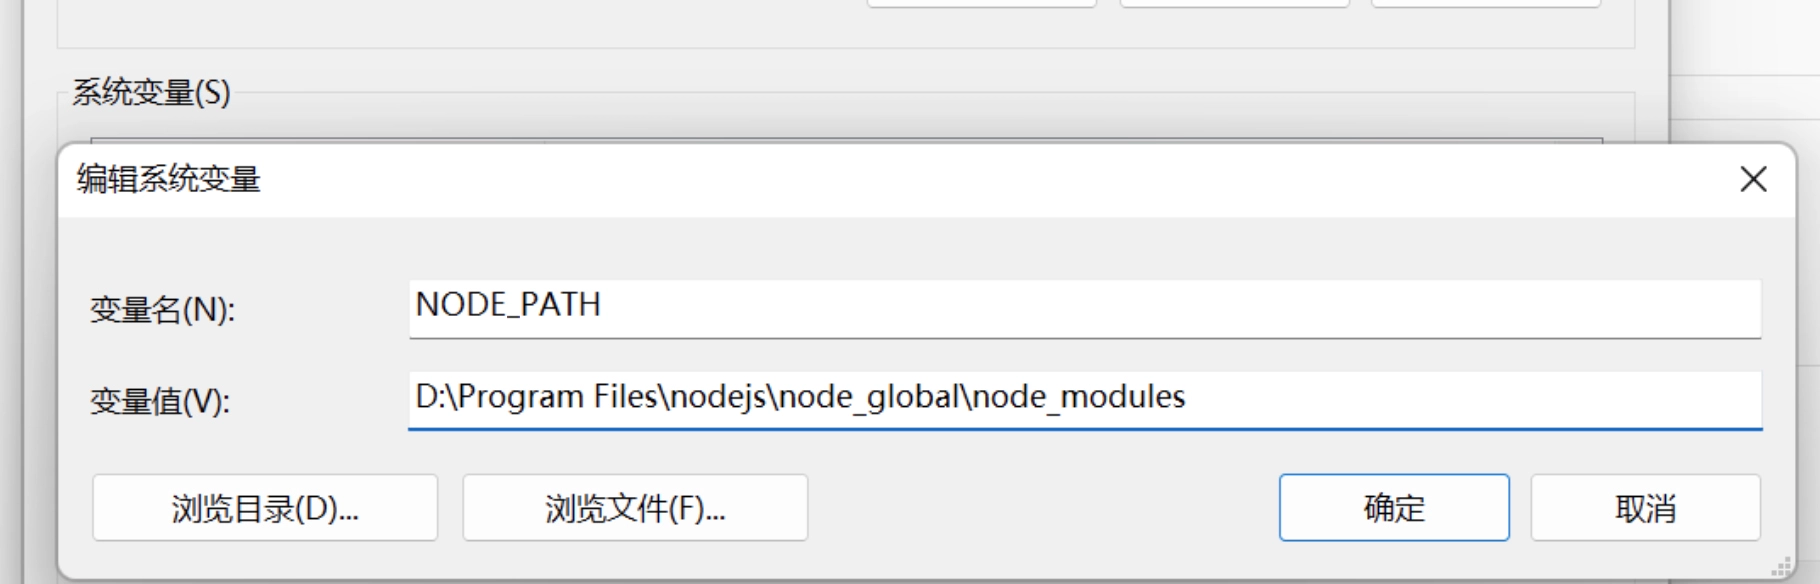 系统变量(S)
编辑系统变量
变量名(N):
NODE_PATH
变量值(V):
D:\Program Files\nodejs\node_global\node_modules
浏览目录(D)...
浏览文件(F)...
确定
取消